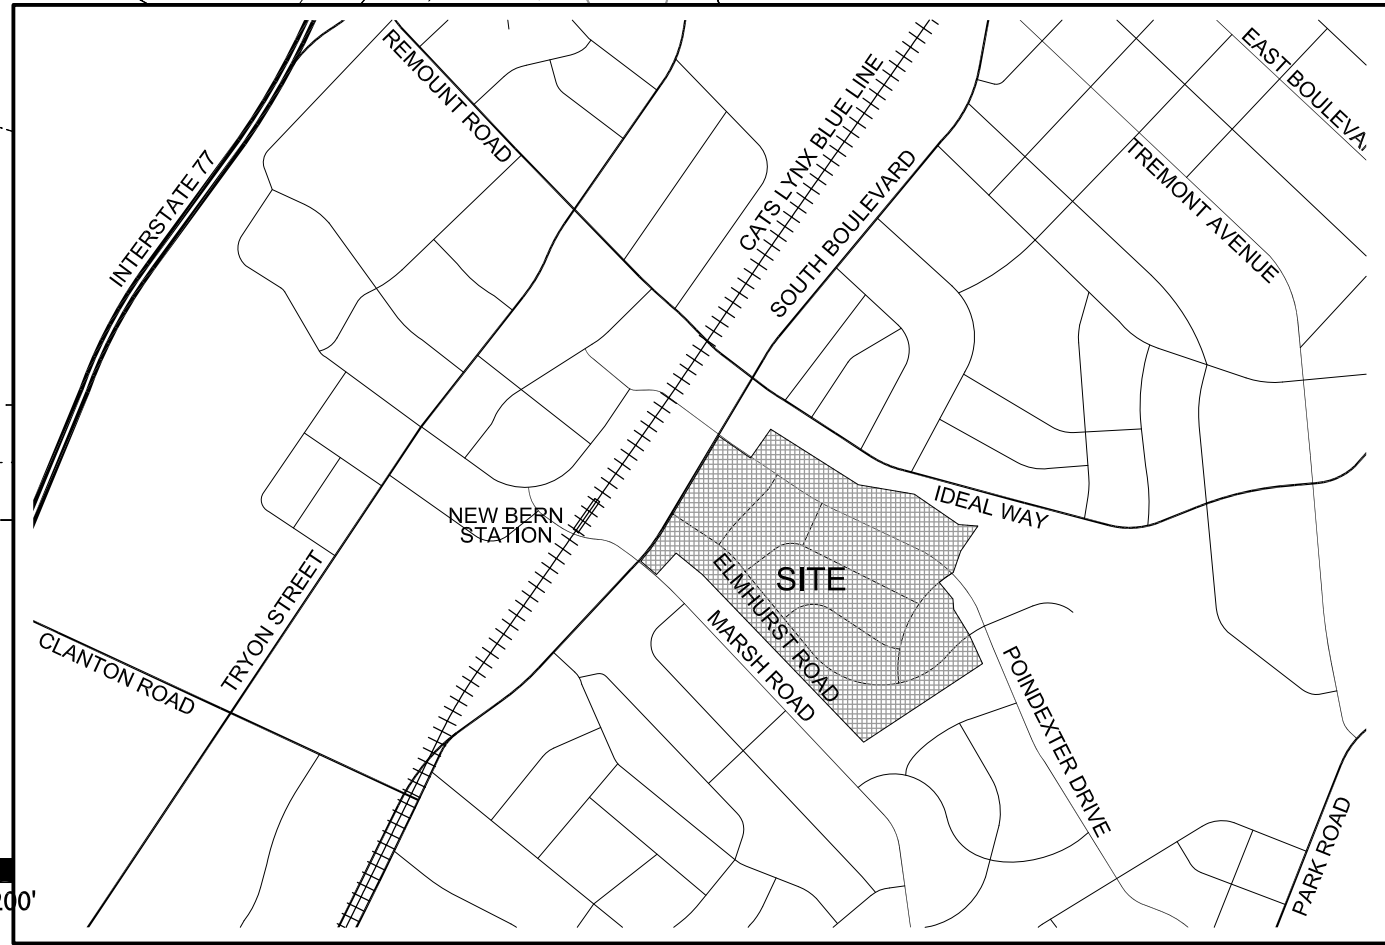 REMOUNT ROAD
EAST BOULEVA
CATS LYNX BLUE LINE
TREMONT AVENUE
INTERSTATE 77
SOUTH BOULEVARD
IDEAL WAY
NEW BERN
STATION
SITE
ELMHURST ROAD
MARSH ROAD
TRYON STREET
CLANTON ROAD
POINDEXTER DRIVE
PARK ROAD
200'